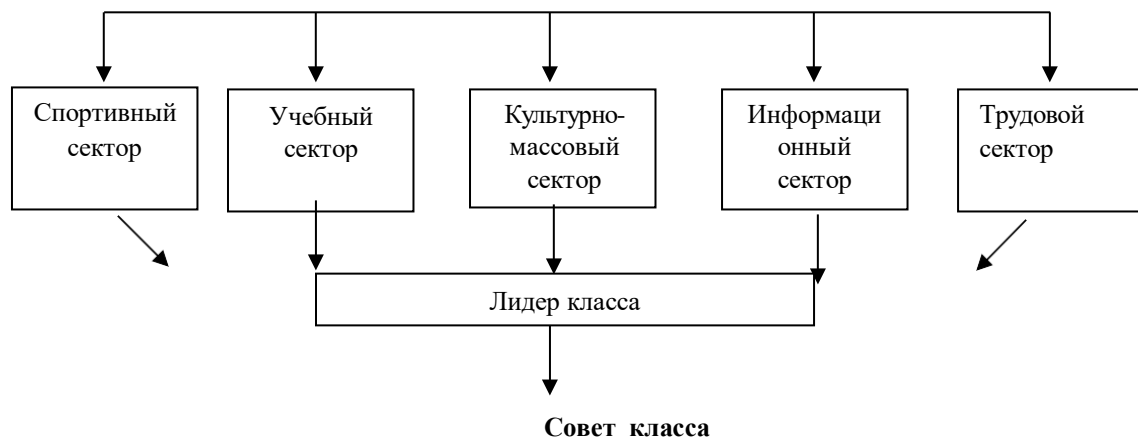 Спортивный
сектор
Учебный
сектор
Культурно-
массовый
сектор
Информаци
онный
сектор
Трудовой
сектор
Лидер класса
Совет класса